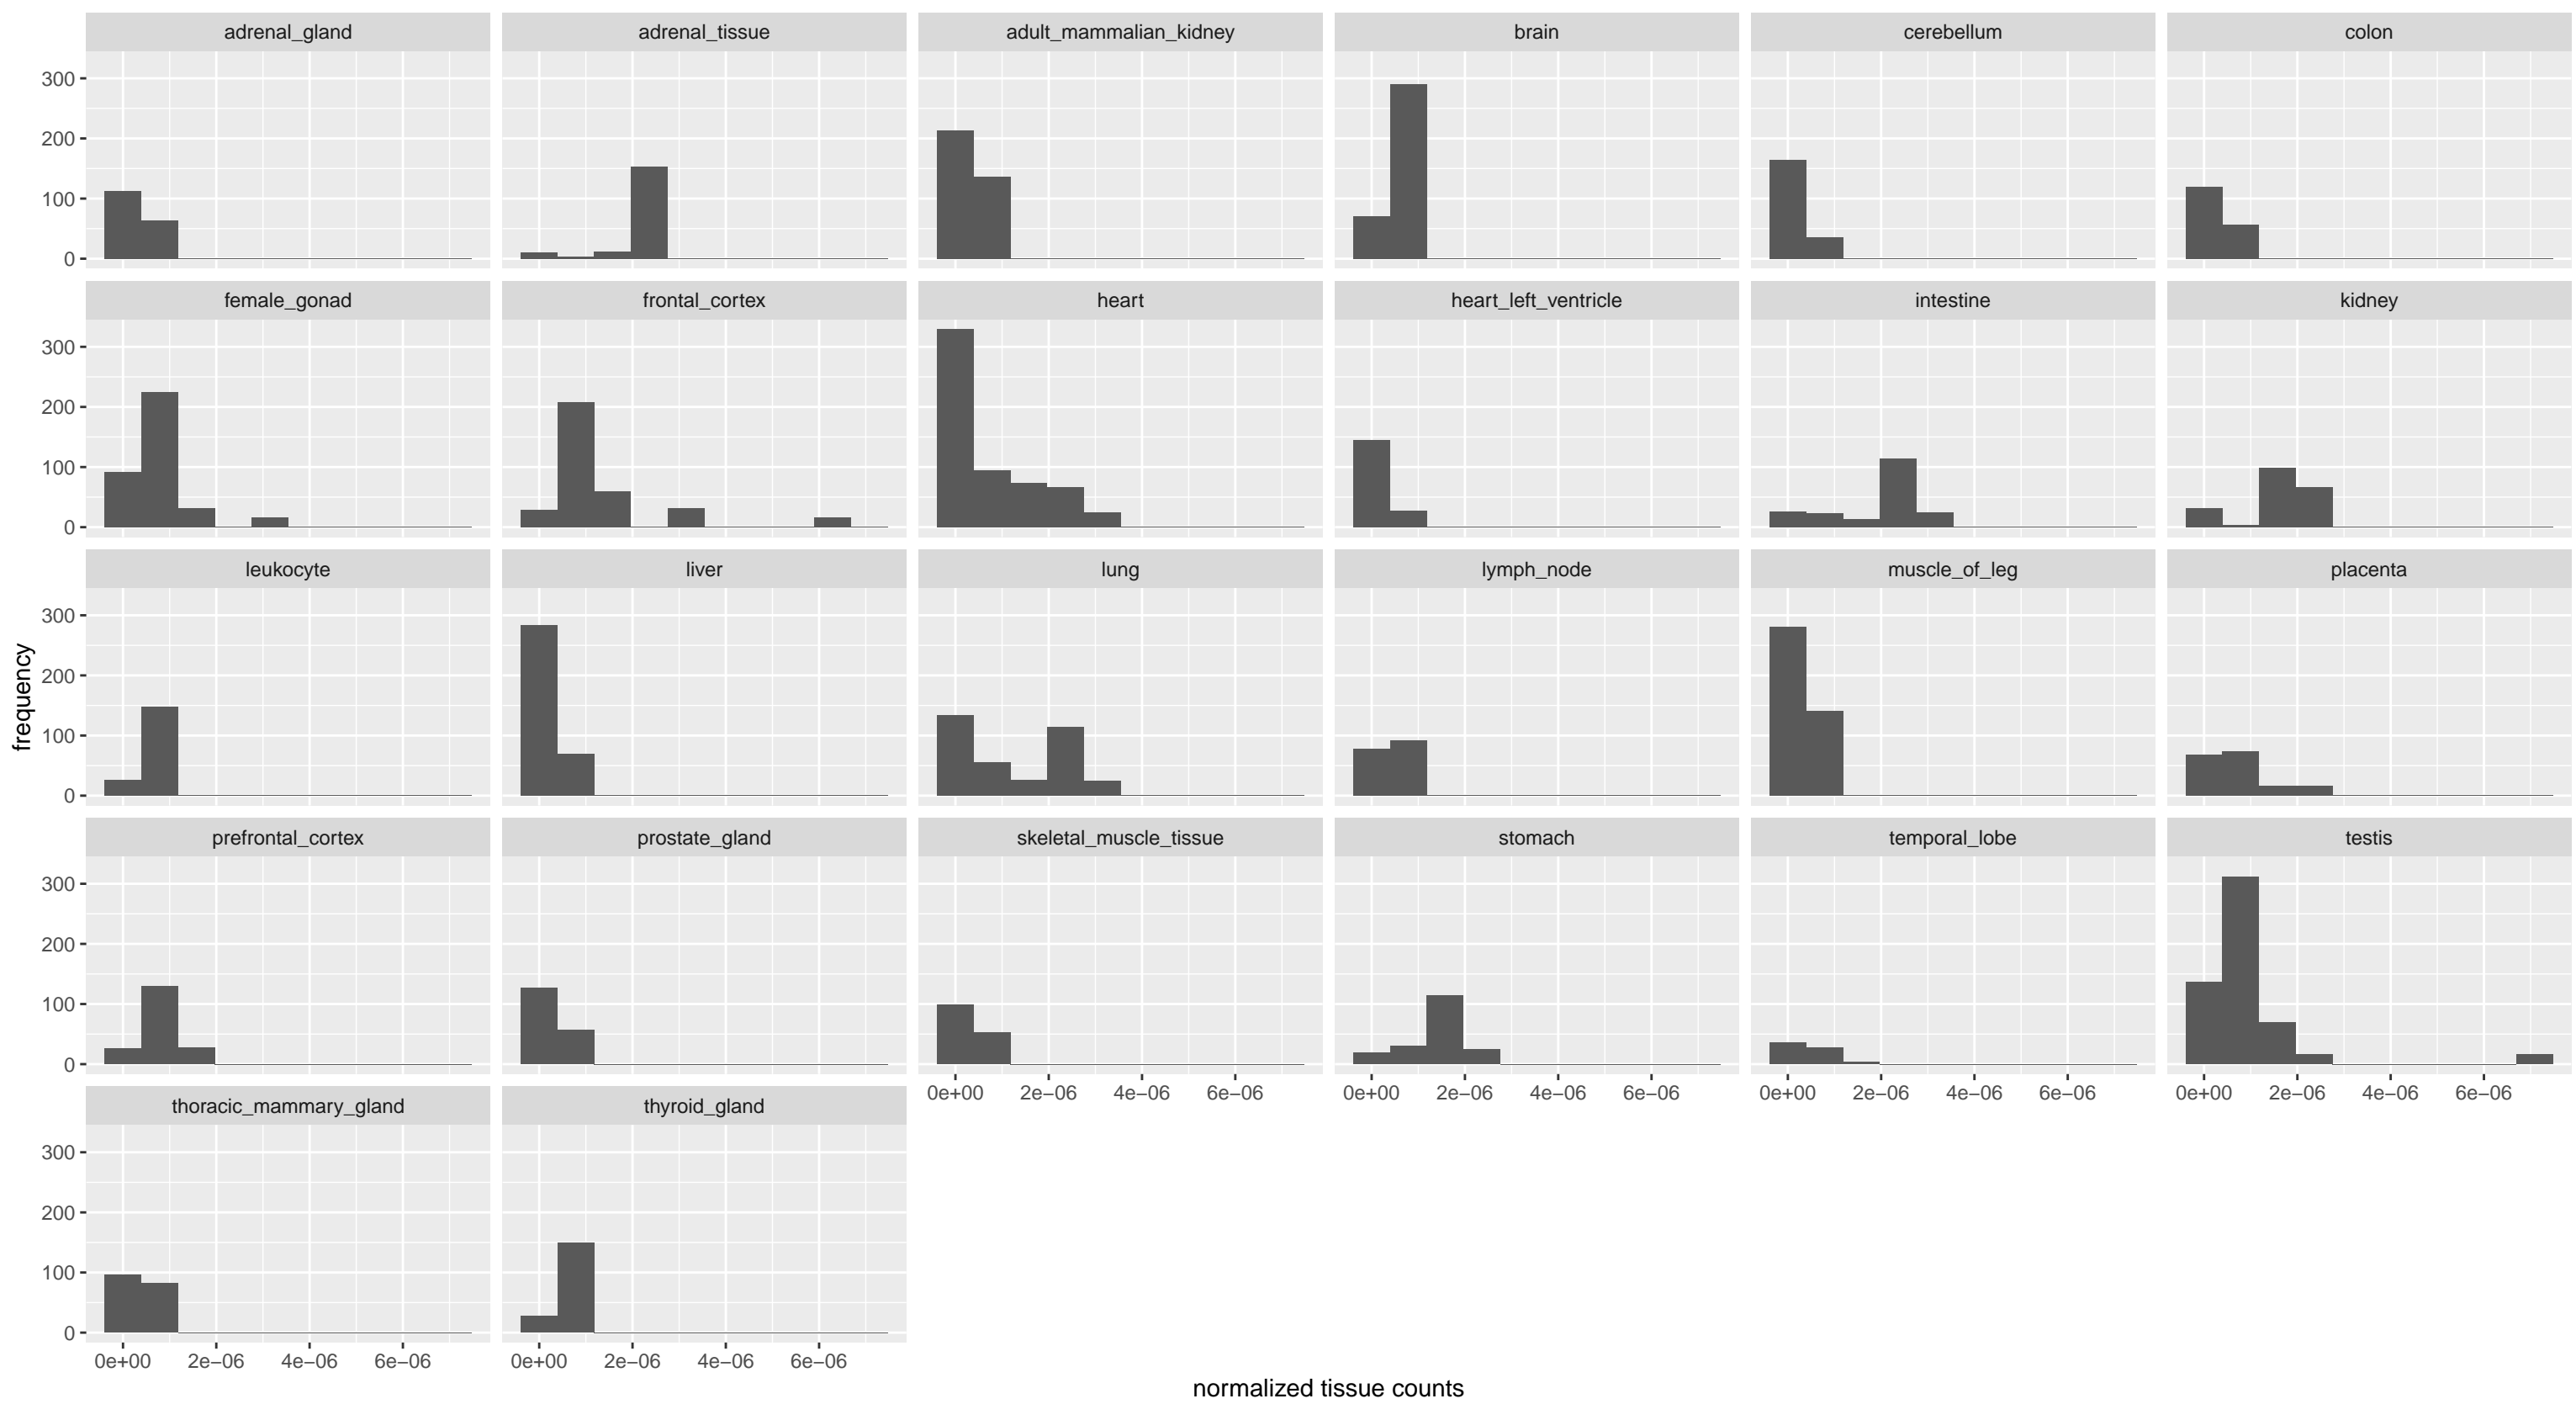 adrenal_gland adrenal_tissue adult_mammalian_kidney brain cerebellum colon
300
200
100
0
female_gonad frontal_cortex heart heart_left_ventricle intestine kidney
300
200
100
0
leukocyte liver lung lymph_node muscle_of_leg placenta
300
200
100
0
frequency
prefrontal_cortex prostate_gland skeletal_muscle_tissue stomach temporal_lobe testis
300
200
100
0
0e+00 2e−06 4e−06 6e−06 0e+00 2e−06 4e−06 6e−06 0e+00 2e−06 4e−06 6e−06 0e+00 2e−06 4e−06 6e−06
thoracic_mammary_gland thyroid_gland
300
200
100
0
0e+00 2e−06 4e−06 6e−06 0e+00 2e−06 4e−06 6e−06
normalized tissue counts